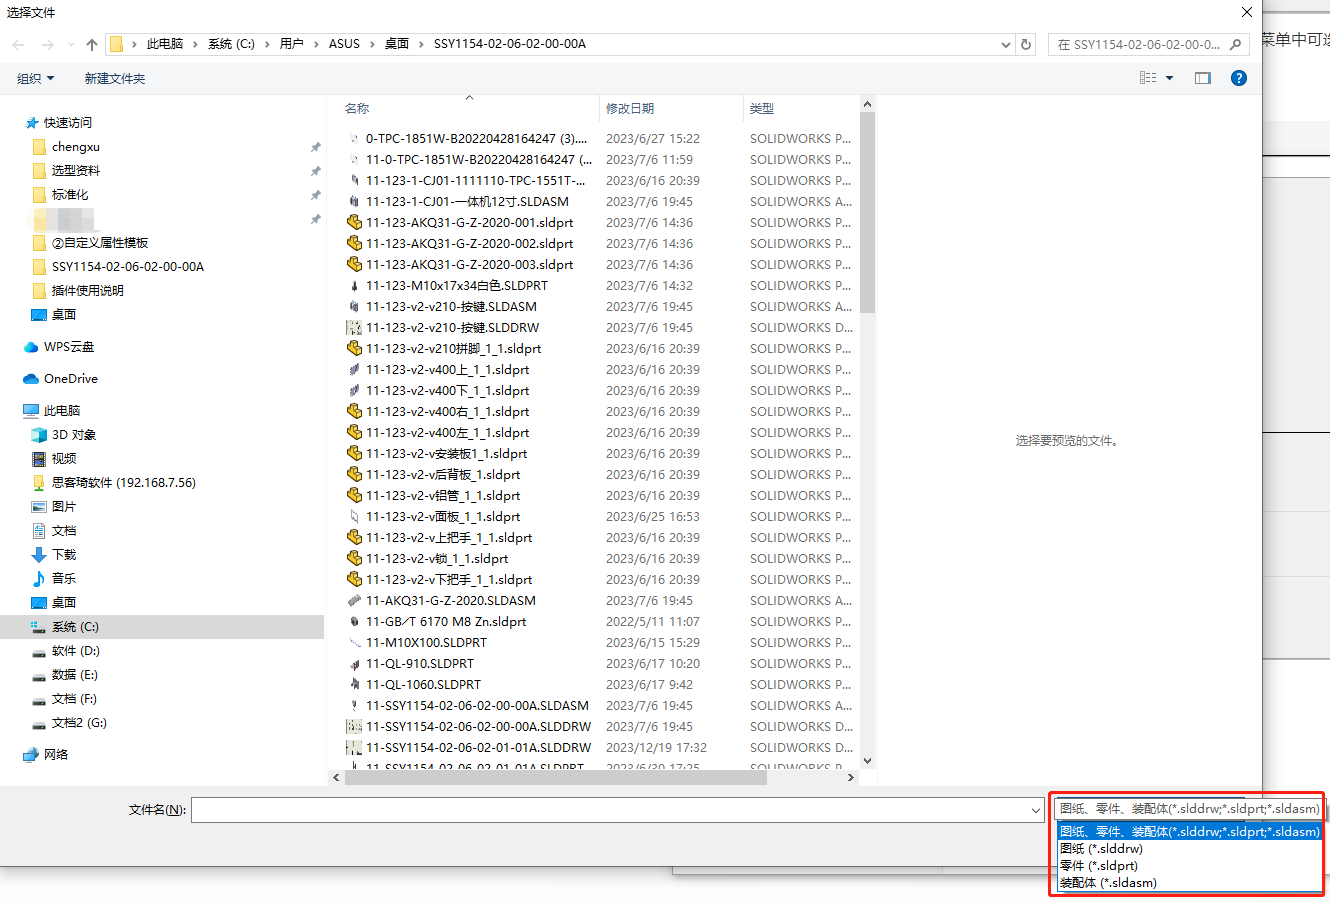 选择文件
此电脑 › 系统 (C:) › 用户 › ASUS › 桌面 › SSY1154-02-06-02-00-00A
在 SSY1154-02-06-02-00-0...
菜单中可选
组织
新建文件夹
快速访问
chengxu
选型资料
标准化
②自定义属性模板
SSY1154-02-06-02-00-00A
插件使用说明
桌面
WPS云盘
OneDrive
此电脑
3D 对象
视频
思客琦软件 (192.168.7.56)
图片
文档
下载
音乐
桌面
系统 (C:)
软件 (D:)
数据 (E:)
文档 (F:)
文档2 (G:)
网络
名称 修改日期 类型
0-TPC-1851W-B20220428164247 (3).... 2023/6/27 15:22 SOLIDWORKS P...
11-0-TPC-1851W-B20220428164247 (... 2023/7/6 11:59 SOLIDWORKS P...
11-123-1-CJ01-1111110-TPC-1551T-... 2023/6/16 20:39 SOLIDWORKS P...
11-123-1-CJ01-一体机12寸.SLDASM 2023/7/6 19:45 SOLIDWORKS A...
11-123-AKQ31-G-Z-2020-001.sldprt 2023/7/6 14:36 SOLIDWORKS P...
11-123-AKQ31-G-Z-2020-002.sldprt 2023/7/6 14:36 SOLIDWORKS P...
11-123-AKQ31-G-Z-2020-003.sldprt 2023/7/6 14:36 SOLIDWORKS P...
11-123-M10x17x34白色.SLDPRT 2023/7/6 14:32 SOLIDWORKS P...
11-123-v2-v210-按键.SLDASM 2023/7/6 19:45 SOLIDWORKS A...
11-123-v2-v210-按键.SLDDRW 2023/7/6 19:45 SOLIDWORKS D...
11-123-v2-v210拼脚_1_1.sldprt 2023/6/16 20:39 SOLIDWORKS P...
11-123-v2-v400上_1_1.sldprt 2023/6/16 20:39 SOLIDWORKS P...
11-123-v2-v400下_1_1.sldprt 2023/6/16 20:39 SOLIDWORKS P...
11-123-v2-v400右_1_1.sldprt 2023/6/16 20:39 SOLIDWORKS P...
11-123-v2-v400左_1_1.sldprt 2023/6/16 20:39 SOLIDWORKS P...
11-123-v2-v安装板1_1.sldprt 2023/6/16 20:39 SOLIDWORKS P...
11-123-v2-v后背板_1.sldprt 2023/6/16 20:39 SOLIDWORKS P...
11-123-v2-v铝管_1_1.sldprt 2023/6/16 20:39 SOLIDWORKS P...
11-123-v2-v面板_1_1.sldprt 2023/6/25 16:53 SOLIDWORKS P...
11-123-v2-v上把手_1_1.sldprt 2023/6/16 20:39 SOLIDWORKS P...
11-123-v2-v锁_1_1.sldprt 2023/6/16 20:39 SOLIDWORKS P...
11-123-v2-v下把手_1_1.sldprt 2023/6/16 20:39 SOLIDWORKS P...
11-AKQ31-G-Z-2020.SLDASM 2023/7/6 19:45 SOLIDWORKS A...
11-GB∕T 6170 M8 Zn.sldprt 2022/5/11 11:07 SOLIDWORKS P...
11-M10X100.SLDPRT 2023/6/15 15:29 SOLIDWORKS P...
11-QL-910.SLDPRT 2023/6/17 10:20 SOLIDWORKS P...
11-QL-1060.SLDPRT 2023/6/17 9:42 SOLIDWORKS P...
11-SSY1154-02-06-02-00-00A.SLDASM 2023/7/6 19:45 SOLIDWORKS A...
11-SSY1154-02-06-02-00-00A.SLDDRW 2023/7/6 19:45 SOLIDWORKS D...
11-SSY1154-02-06-02-01-01A.SLDDRW 2023/12/19 17:32 SOLIDWORKS D...
11-SSY1154-02-06-02-01-01A.SLDPRT 2023/6/30 17:25 SOLIDWORKS P...
选择要预览的文件。
文件名(N):
图纸、零件、装配体(*.slddrw;*.sldprt;*.sldasm)
图纸、零件、装配体(*.slddrw;*.sldprt;*.sldasm)
图纸 (*.slddrw)
零件 (*.sldprt)
装配体 (*.sldasm)